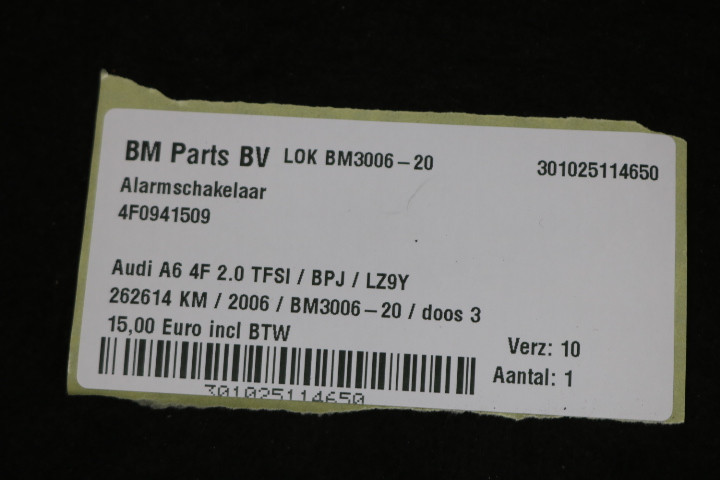 BM Parts BV LOK BM3006-20 301025114650
Alarmschakelaar
4F0941509
Audi A6 4F 2.0 TFSI / BPJ / LZ9Y
262614 KM / 2006 / BM3006-20 / doos 3
15,00 Euro incl BTW
Verz: 10
Aantal: 1
301025114650